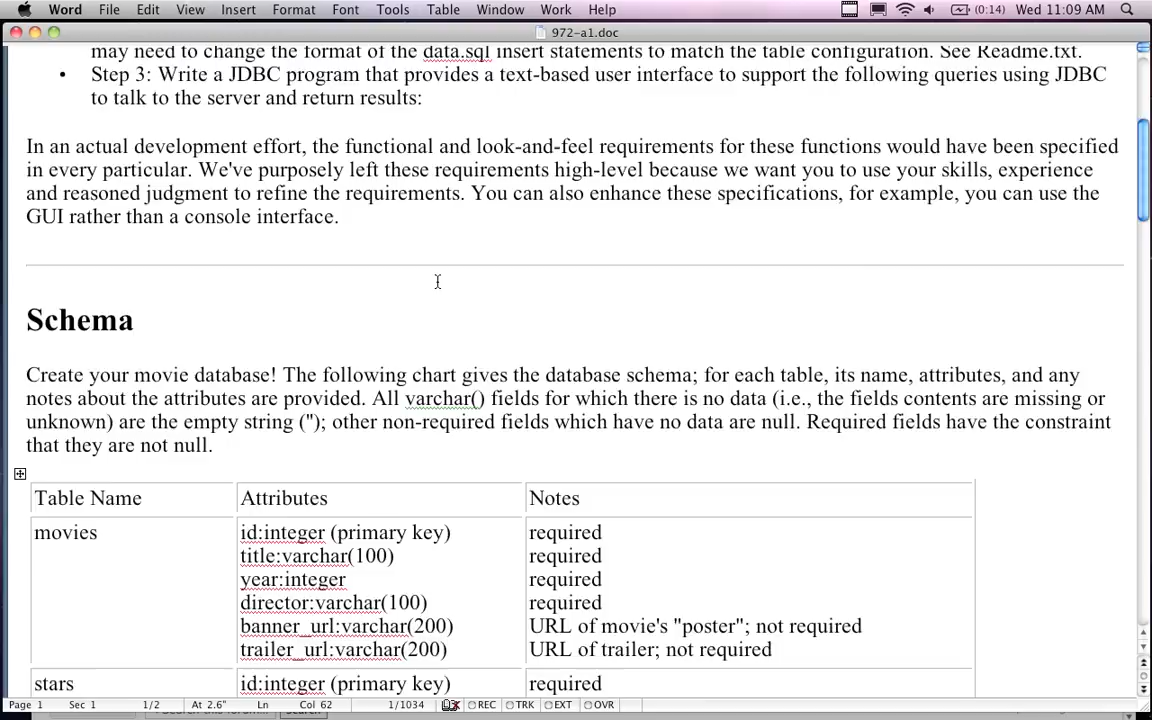 Word File Edit View Insert Format Font Tools Table Window Work Help (0:14) Wed 11:09 AM
972-a1.doc
may need to change the format of the data.sql insert statements to match the table configuration. See Readme.txt.
• Step 3: Write a JDBC program that provides a text-based user interface to support the following queries using JDBC
to talk to the server and return results:
In an actual development effort, the functional and look-and-feel requirements for these functions would have been specified
in every particular. We've purposely left these requirements high-level because we want you to use your skills, experience
and reasoned judgment to refine the requirements. You can also enhance these specifications, for example, you can use the
GUI rather than a console interface.
Schema
Create your movie database! The following chart gives the database schema; for each table, its name, attributes, and any
notes about the attributes are provided. All varchar() fields for which there is no data (i.e., the fields contents are missing or
unknown) are the empty string (''); other non-required fields which have no data are null. Required fields have the constraint
that they are not null.
Table Name Attributes Notes
movies id:integer (primary key) required
title:varchar(100) required
year:integer required
director:varchar(100) required
banner_url:varchar(200) URL of movie's "poster"; not required
trailer_url:varchar(200) URL of trailer; not required
stars id:integer (primary key) required
Page 1 Sec 1 1/2 At 2.6" Ln Col 62 1/1034 REC TRK EXT OVR